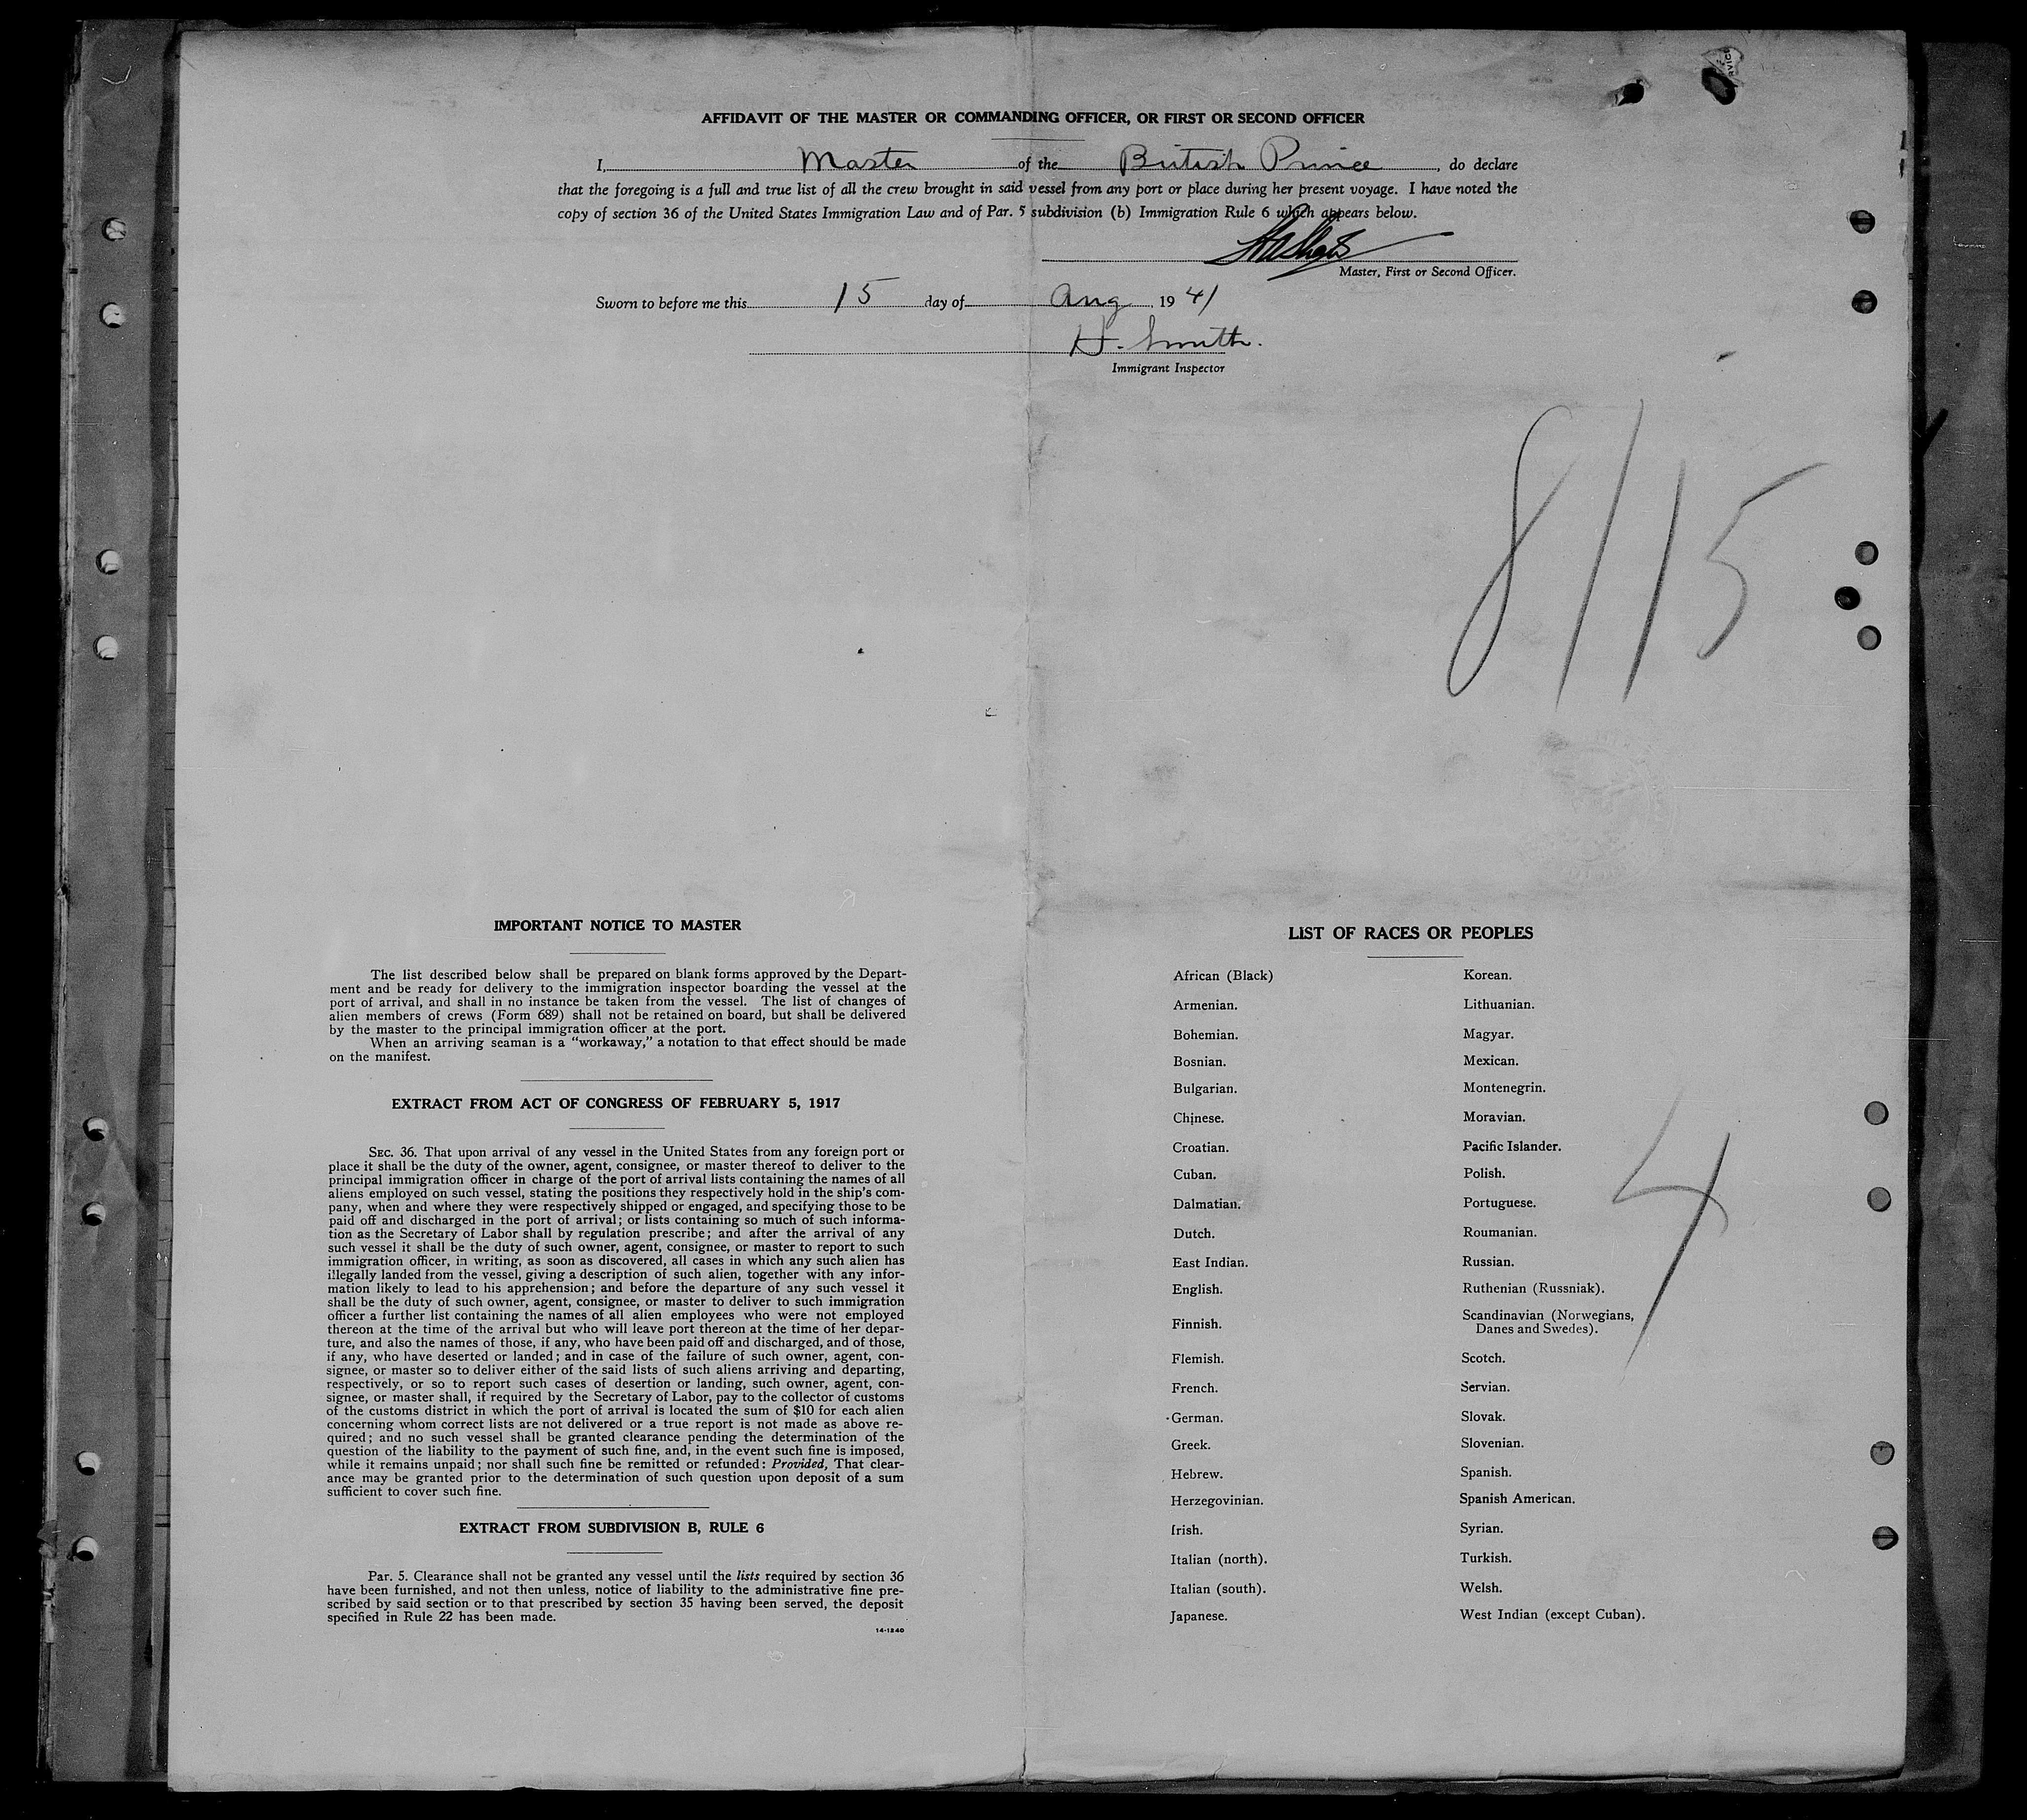 AFFIDAVIT OF THE MASTER OR COMMANDING OFFICER, OR FIRST OR SECOND OFFICER
I, Master of the British Prince, do declare
that the foregoing is a full and true list of all the crew brought in said vessel from any port or place during her present voyage. I have noted the
copy of section 36 of the United States Immigration Law and of Par. 5 subdivision (b) Immigration Rule 6 which appears below.
Master, First or Second Officer.
Sworn to before me this 15 day of Aug, 1941
H. Smith.
Immigrant Inspector
8/15
IMPORTANT NOTICE TO MASTER
The list described below shall be prepared on blank forms approved by the Depart-
ment and be ready for delivery to the immigration inspector boarding the vessel at the
port of arrival, and shall in no instance be taken from the vessel. The list of changes of
alien members of crews (Form 689) shall not be retained on board, but shall be delivered
by the master to the principal immigration officer at the port.
When an arriving seaman is a "workaway," a notation to that effect should be made
on the manifest.
EXTRACT FROM ACT OF CONGRESS OF FEBRUARY 5, 1917
SEC. 36. That upon arrival of any vessel in the United States from any foreign port or
place it shall be the duty of the owner, agent, consignee, or master thereof to deliver to the
principal immigration officer in charge of the port of arrival lists containing the names of all
aliens employed on such vessel, stating the positions they respectively hold in the ship's com-
pany, when and where they were respectively shipped or engaged, and specifying those to be
paid off and discharged in the port of arrival; or lists containing so much of such informa-
tion as the Secretary of Labor shall by regulation prescribe; and after the arrival of any
such vessel it shall be the duty of such owner, agent, consignee, or master to report to such
immigration officer, in writing, as soon as discovered, all cases in which any such alien has
illegally landed from the vessel, giving a description of such alien, together with any infor-
mation likely to lead to his apprehension; and before the departure of any such vessel it
shall be the duty of such owner, agent, consignee, or master to deliver to such immigration
officer a further list containing the names of all alien employees who were not employed
thereon at the time of the arrival but who will leave port thereon at the time of her depar-
ture, and also the names of those, if any, who have been paid off and discharged, and of those,
if any, who have deserted or landed; and in case of the failure of such owner, agent, con-
signee, or master so to deliver either of the said lists of such aliens arriving and departing,
respectively, or so to report such cases of desertion or landing, such owner, agent, con-
signee, or master shall, if required by the Secretary of Labor, pay to the collector of customs
of the customs district in which the port of arrival is located the sum of $10 for each alien
concerning whom correct lists are not delivered or a true report is not made as above re-
quired; and no such vessel shall be granted clearance pending the determination of the
question of the liability to the payment of such fine, and, in the event such fine is imposed,
while it remains unpaid; nor shall such fine be remitted or refunded: Provided, That clear-
ance may be granted prior to the determination of such question upon deposit of a sum
sufficient to cover such fine.
EXTRACT FROM SUBDIVISION B, RULE 6
Par. 5. Clearance shall not be granted any vessel until the lists required by section 36
have been furnished, and not then unless, notice of liability to the administrative fine pre-
scribed by said section or to that prescribed by section 35 having been served, the deposit
specified in Rule 22 has been made.
14-1240
LIST OF RACES OR PEOPLES
African (Black)
Armenian.
Bohemian.
Bosnian.
Bulgarian.
Chinese.
Croatian.
Cuban.
Dalmatian.
Dutch.
East Indian.
English.
Finnish.
Flemish.
French.
German.
Greek.
Hebrew.
Herzegovinian.
Irish.
Italian (north).
Italian (south).
Japanese.
Korean.
Lithuanian.
Magyar.
Mexican.
Montenegrin.
Moravian.
Pacific Islander.
Polish.
Portuguese.
Roumanian.
Russian.
Ruthenian (Russniak).
Scandinavian (Norwegians,
Danes and Swedes).
Scotch.
Servian.
Slovak.
Slovenian.
Spanish.
Spanish American.
Syrian.
Turkish.
Welsh.
West Indian (except Cuban).
4